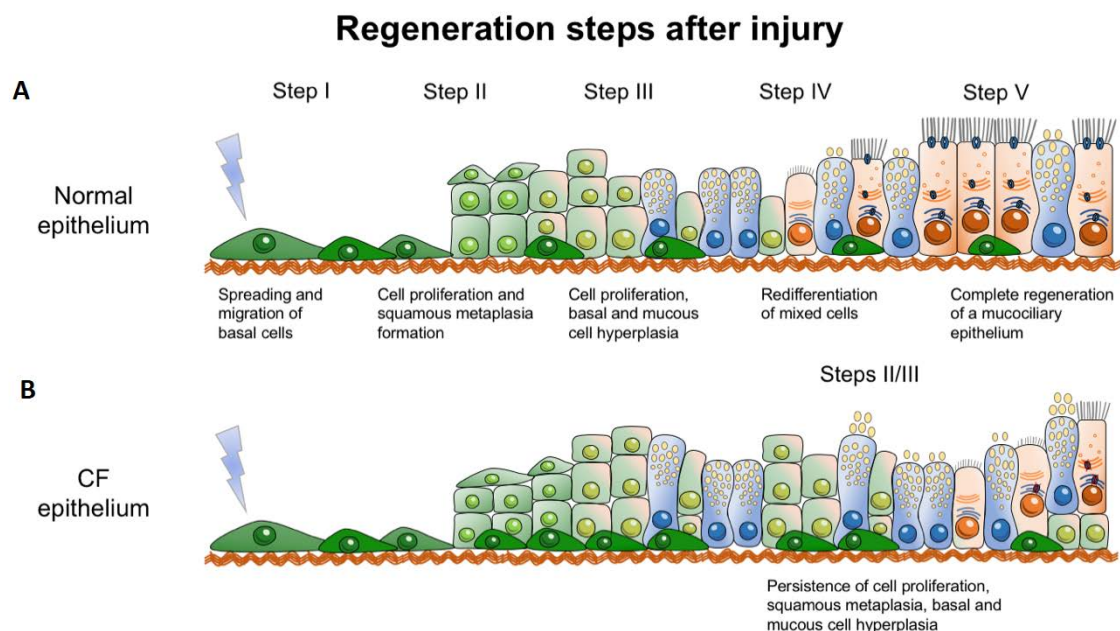 Regeneration steps after injury
A
Step I
Step II
Step III
Step IV
Step V
Normal
epithelium
Spreading and
migration of
basal cells
Cell proliferation and
squamous metaplasia
formation
Cell proliferation,
basal and mucous
cell hyperplasia
Redifferentiation
of mixed cells
Complete regeneration
of a mucociliary
epithelium
B
Steps II/III
CF
epithelium
Persistence of cell proliferation,
squamous metaplasia, basal and
mucous cell hyperplasia